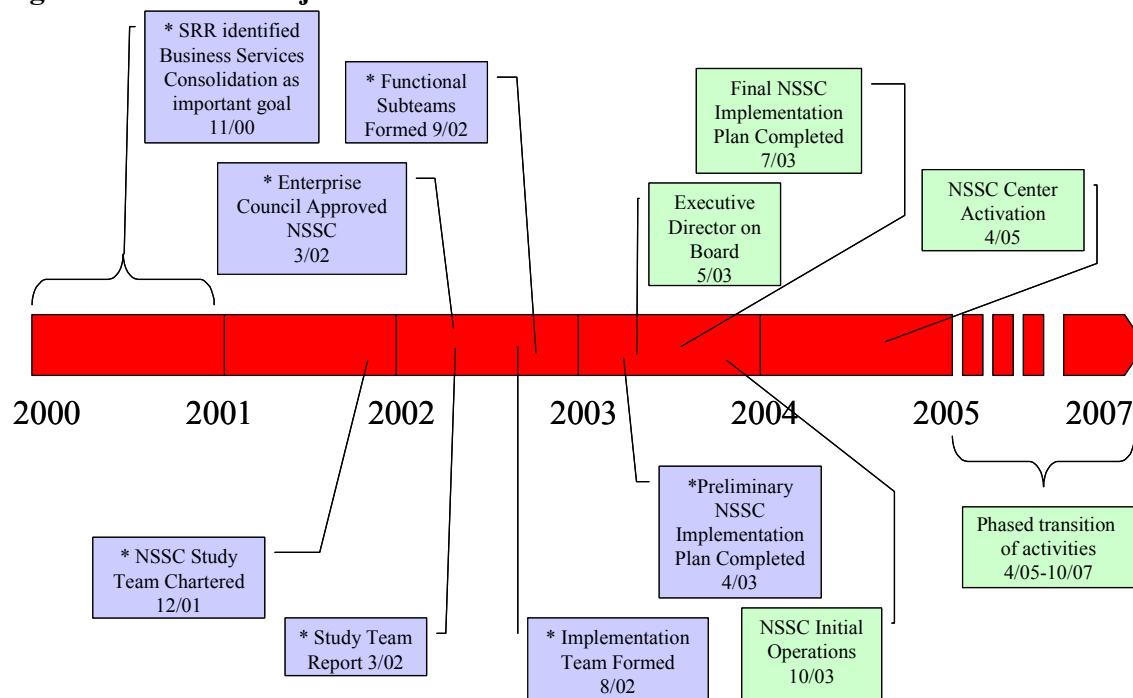 * SRR identified
Business Services
Consolidation as
important goal
11/00
* Functional
Subteams
Formed 9/02
Final NSSC
Implementation
Plan Completed
7/03
* Enterprise
Council Approved
NSSC
3/02
Executive
Director on
Board
5/03
NSSC Center
Activation
4/05
2000
2001
2002
2003
2004
2005
2007
* NSSC Study
Team Chartered
12/01
* Study Team
Report 3/02
* Implementation
Team Formed
8/02
*Preliminary
NSSC
Implementation
Plan Completed
4/03
NSSC Initial
Operations
10/03
Phased transition
of activities
4/05-10/07